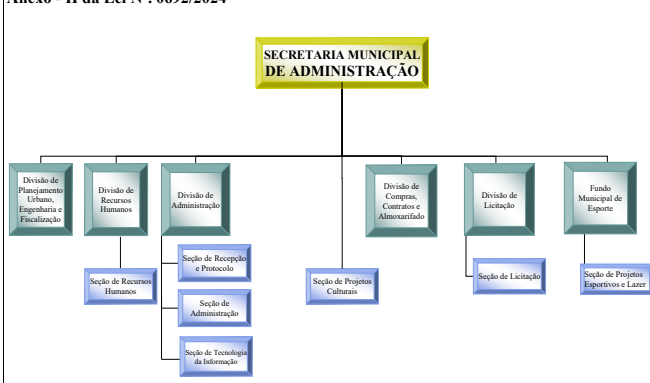 Anexo - II da Lei Nº. 0692/2024
SECRETARIA MUNICIPAL
DE ADMINISTRAÇÃO
Divisão de
Planejamento
Urbano,
Engenharia e
Fiscalização
Divisão de
Recursos
Humanos
Divisão de
Administração
Divisão de
Compras,
Contratos e
Almoxarifado
Divisão de
Licitação
Fundo
Municipal de
Esporte
Seção de Recursos
Humanos
Seção de Recepção
e Protocolo
Seção de
Administração
Seção de Tecnologia
da Informação
Seção de Projetos
Culturais
Seção de Licitação
Seção de Projetos
Esportivos e Lazer